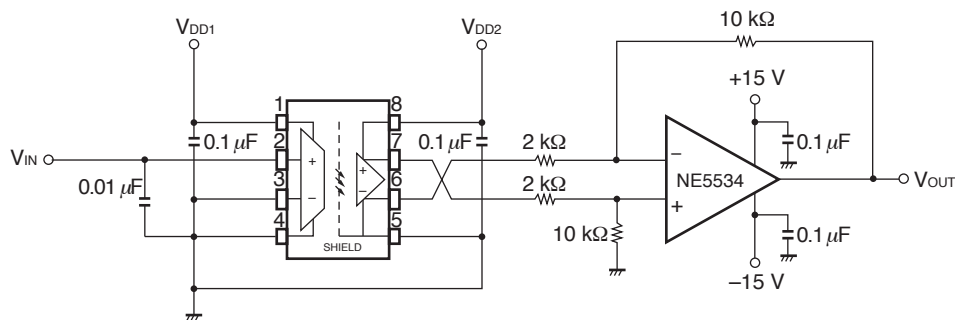 10 kΩ
VDD1
VDD2
+15 V
1
8
0.1 μF
0.1 μF
0.1 μF
2
7
2 kΩ
VIN
+
+
−
NE5534
VOUT
0.01 μF
3
6
2 kΩ
−
−
+
4
5
10 kΩ
0.1 μF
SHIELD
–15 V